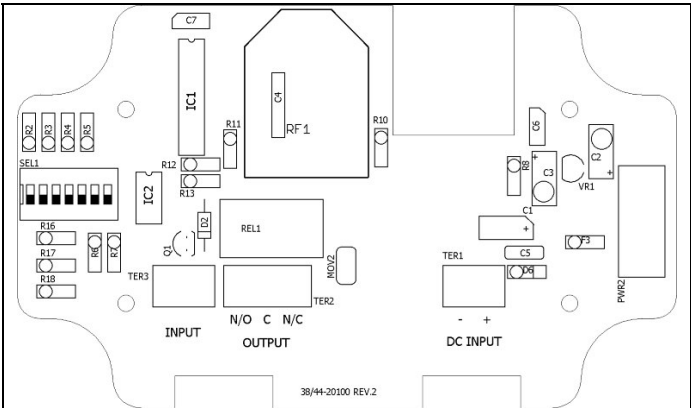 C7
IC1
C4
RF1
R2
R3
R4
R5
R11
R10
C6
C2
SEL1
R12
R13
IC2
R8
C3
VR1
C1
+
+
+
R16
R17
R18
R6
R7
Q1
D2
REL1
MOV2
C5
F3
D6
PWR2
TER3
TER2
TER1
INPUT
N/O C N/C
OUTPUT
- +
DC INPUT
38/44-20100 REV.2